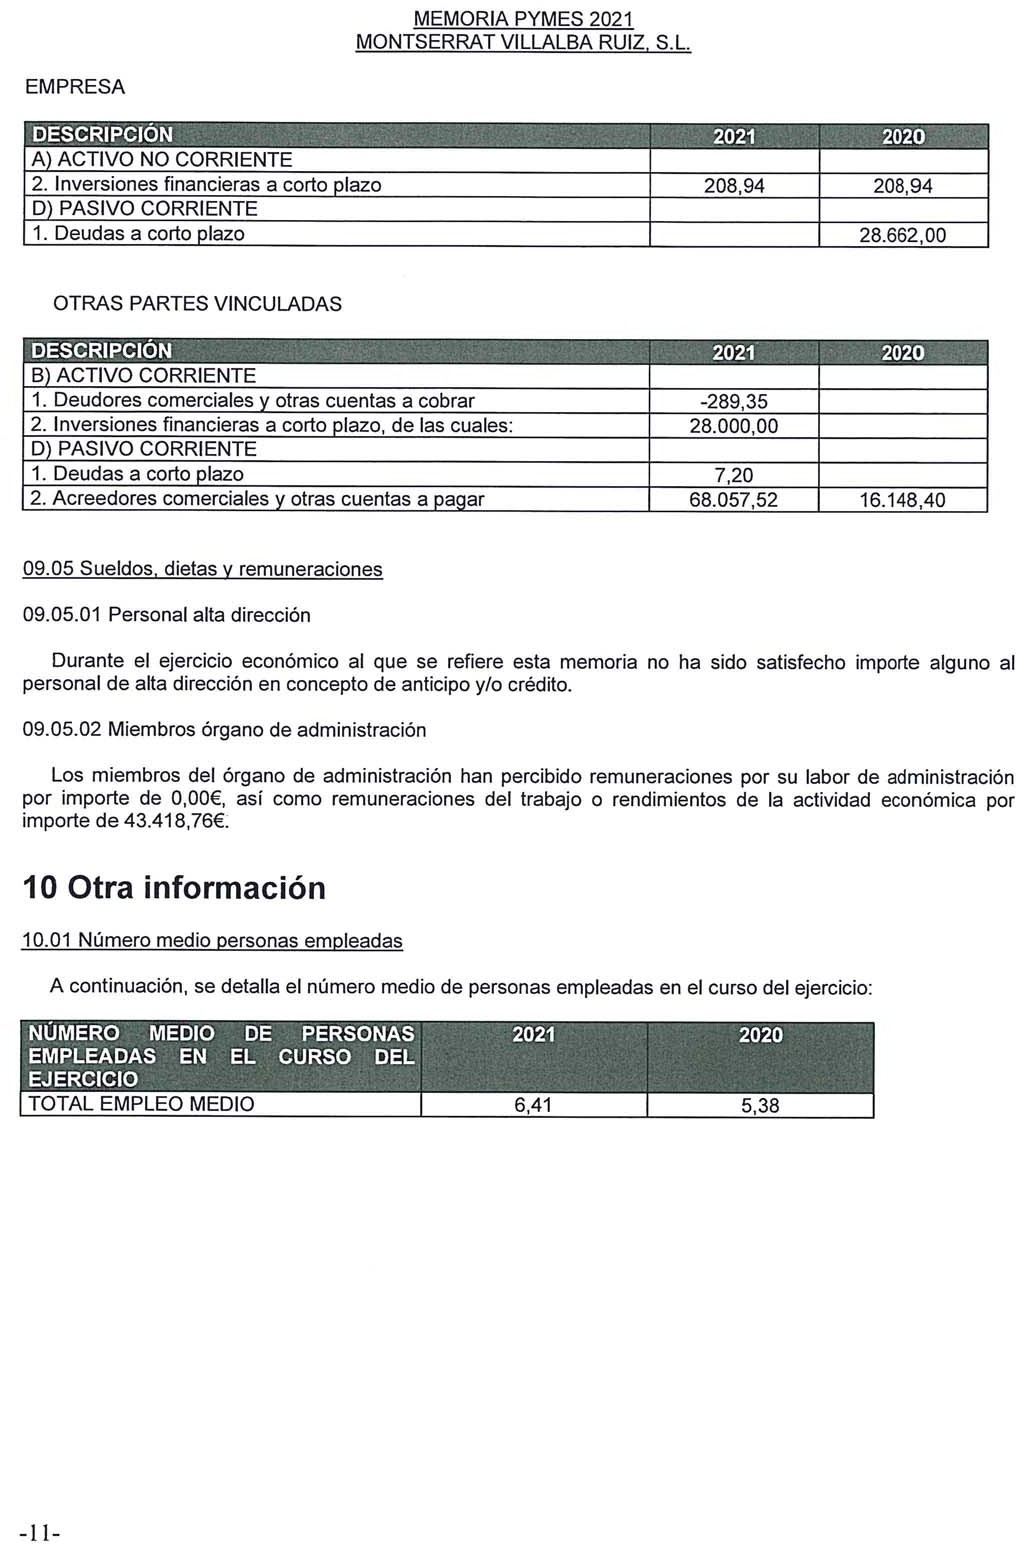 MEMORIA PYMES 2021
MONTSERRAT VILLALBA RUIZ, S.L.
EMPRESA
DESCRIPCIÓN 2021 2020
A) ACTIVO NO CORRIENTE
2. Inversiones financieras a corto plazo 208,94 208,94
D) PASIVO CORRIENTE
1. Deudas a corto plazo 28.662,00
OTRAS PARTES VINCULADAS
DESCRIPCIÓN 2021 2020
B) ACTIVO CORRIENTE
1. Deudores comerciales y otras cuentas a cobrar -289,35
2. Inversiones financieras a corto plazo, de las cuales: 28.000,00
D) PASIVO CORRIENTE
1. Deudas a corto plazo 7,20
2. Acreedores comerciales y otras cuentas a pagar 68.057,52 16.148,40
09.05 Sueldos, dietas y remuneraciones
09.05.01 Personal alta dirección
Durante el ejercicio económico al que se refiere esta memoria no ha sido satisfecho importe alguno al
personal de alta dirección en concepto de anticipo y/o crédito.
09.05.02 Miembros órgano de administración
Los miembros del órgano de administración han percibido remuneraciones por su labor de administración
por importe de 0,00€, así como remuneraciones del trabajo o rendimientos de la actividad económica por
importe de 43.418,76€.
10 Otra información
10.01 Número medio personas empleadas
A continuación, se detalla el número medio de personas empleadas en el curso del ejercicio:
NÚMERO MEDIO DE PERSONAS 2021 2020
EMPLEADAS EN EL CURSO DEL
EJERCICIO
TOTAL EMPLEO MEDIO 6,41 5,38
-11-